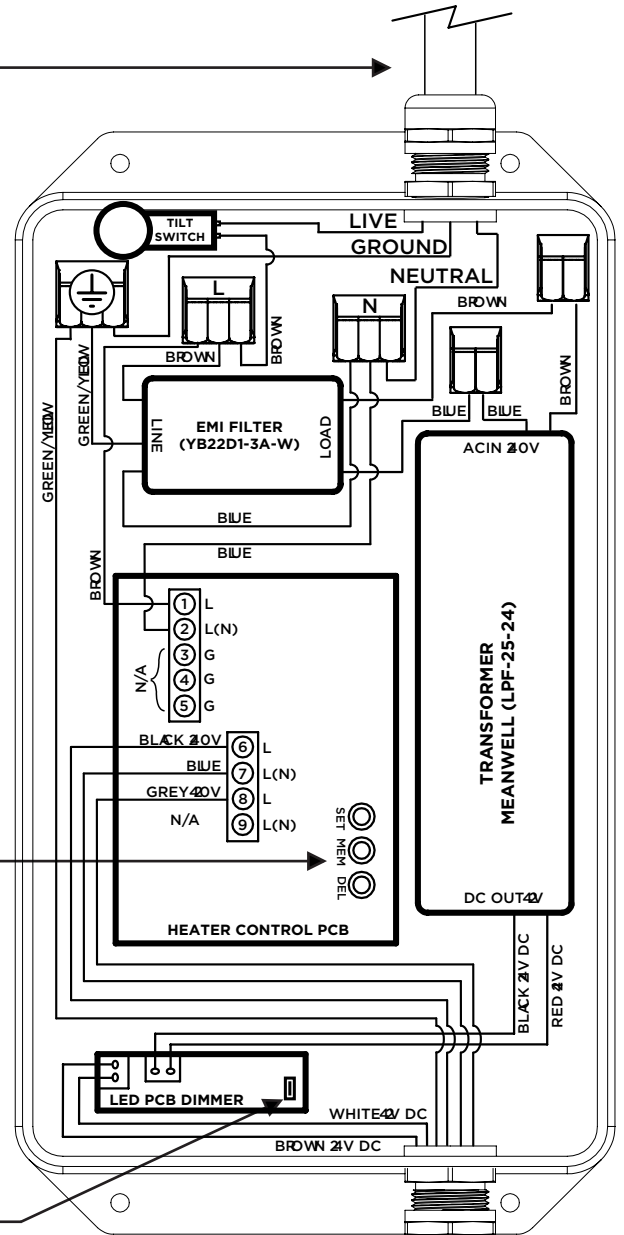 TILT
SWITCH
LIVE
GROUND
NEUTRAL
L
N
BROWN
BROWN
BROWN
BROWN
GREEN/YELLOW
GREEN/YELLOW
LINE
EMI FILTER
(YB22D1-3A-W)
LOAD
BLUE
BLUE
ACIN 240V
BLUE
BLUE
BROWN
1 L
2 L(N)
3 G
4 G
5 G
N/A
BLACK 240V
6 L
BLUE
7 L(N)
GREY 240V
8 L
N/A
9 L(N)
SET
MEM
DEL
HEATER CONTROL PCB
TRANSFORMER
MEANWELL (LPF-25-24)
DC OUT 24V
BLACK 24V DC
RED 24V DC
LED PCB DIMMER
WHITE 24V DC
BROWN 24V DC